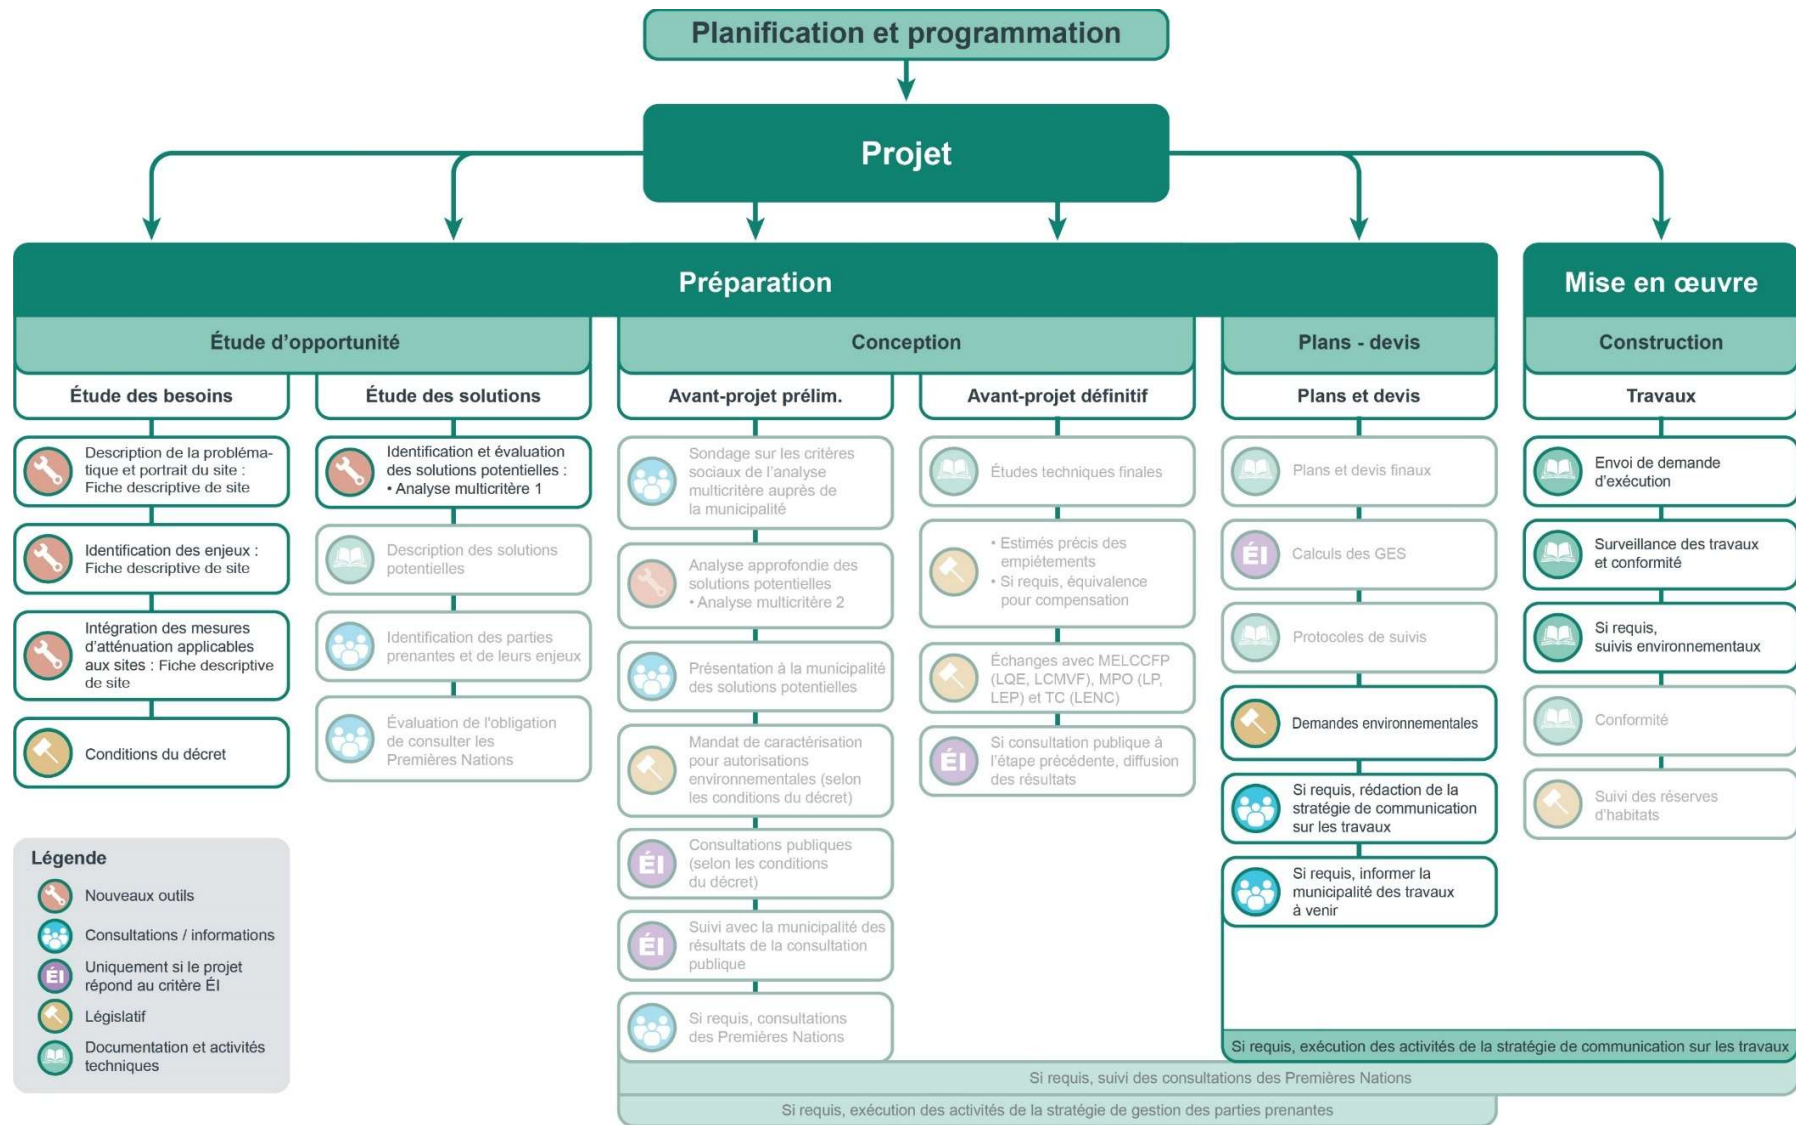 Planification et programmation
Projet
Préparation
Mise en œuvre
Étude d'opportunité
Conception
Plans - devis
Construction
Étude des besoins
Étude des solutions
Avant-projet prélim.
Avant-projet définitif
Plans et devis
Travaux
Description de la probléma-
tique et portrait du site :
Fiche descriptive de site
Identification des enjeux :
Fiche descriptive de site
Intégration des mesures
d'atténuation applicables
aux sites : Fiche descriptive
de site
Conditions du décret
Identification et évaluation
des solutions potentielles :
• Analyse multicritère 1
Description des solutions
potentielles
Identification des parties
prenantes et de leurs enjeux
Évaluation de l'obligation
de consulter les
Premières Nations
Sondage sur les critères
sociaux de l'analyse
multicritère auprès de
la municipalité
Analyse approfondie des
solutions potentielles
• Analyse multicritère 2
Présentation à la municipalité
des solutions potentielles
Mandat de caractérisation
pour autorisations
environnementales (selon
les conditions du décret)
ÉI
Consultations publiques
(selon les conditions
du décret)
ÉI
Suivi avec la municipalité des
résultats de la consultation
publique
Si requis, consultations
des Premières Nations
Études techniques finales
• Estimés précis des
empiétements
• Si requis, équivalence
pour compensation
Échanges avec MELCCFP
(LQE, LCMVF), MPO (LP,
LEP) et TC (LENC)
ÉI
Si consultation publique à
l'étape précédente, diffusion
des résultats
Plans et devis finaux
ÉI
Calculs des GES
Protocoles de suivis
Demandes environnementales
Si requis, rédaction de la
stratégie de communication
sur les travaux
Si requis, informer la
municipalité des travaux
à venir
Envoi de demande
d'exécution
Surveillance des travaux
et conformité
Si requis,
suivis environnementaux
Conformité
Suivi des réserves
d'habitats
Si requis, exécution des activités de la stratégie de communication sur les travaux
Si requis, suivi des consultations des Premières Nations
Si requis, exécution des activités de la stratégie de gestion des parties prenantes
Légende
Nouveaux outils
Consultations / informations
ÉI
Uniquement si le projet
répond au critère ÉI
Législatif
Documentation et activités
techniques